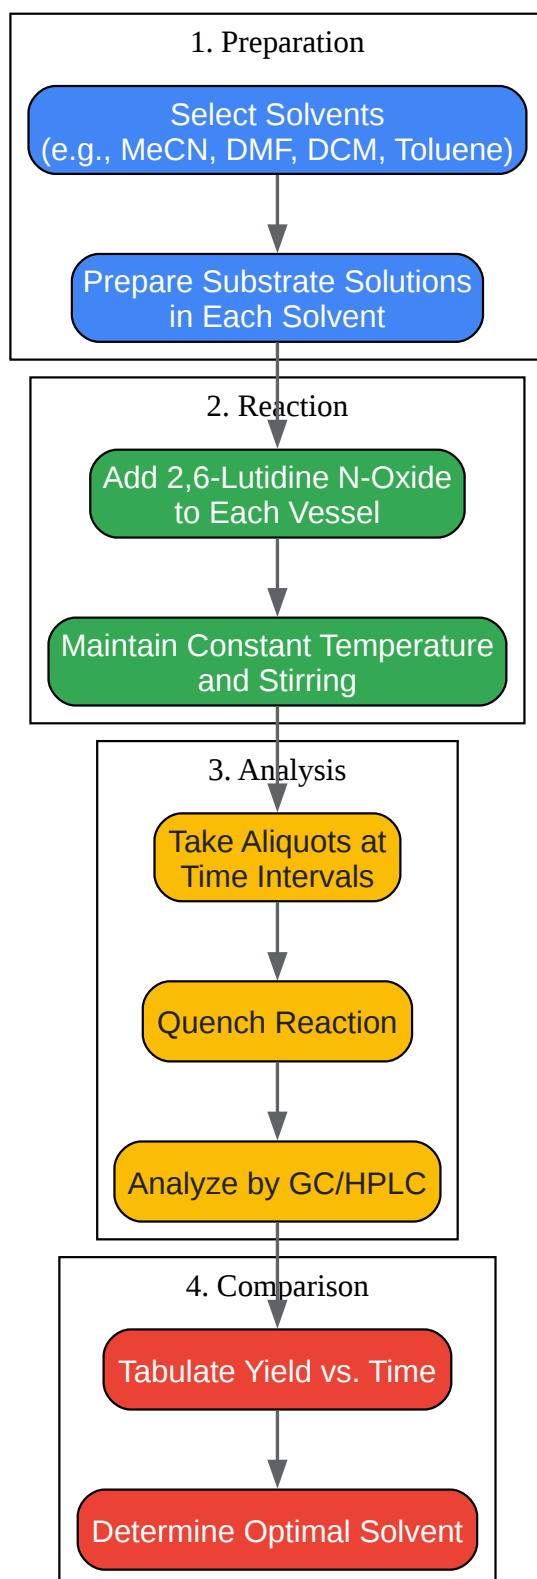 1. Preparation
Select Solvents
(e.g., MeCN, DMF, DCM, Toluene)
Prepare Substrate Solutions
in Each Solvent
2. Reaction
Add 2,6-Lutidine N-Oxide
to Each Vessel
Maintain Constant Temperature
and Stirring
3. Analysis
Take Aliquots at
Time Intervals
Quench Reaction
Analyze by GC/HPLC
4. Comparison
Tabulate Yield vs. Time
Determine Optimal Solvent